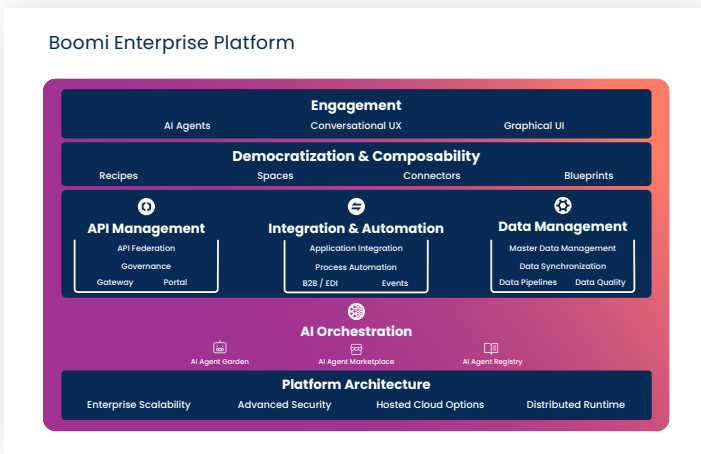 Boomi Enterprise Platform
Engagement
AI Agents Conversational UX Graphical UI
Democratization & Composability
Recipes Spaces Connectors Blueprints
API Management
API Federation
Governance
Gateway Portal
Integration & Automation
Application Integration
Process Automation
B2B / EDI Events
Data Management
Master Data Management
Data Synchronization
Data Pipelines Data Quality
AI Orchestration
AI Agent Garden AI Agent Marketplace AI Agent Registry
Platform Architecture
Enterprise Scalability Advanced Security Hosted Cloud Options Distributed Runtime